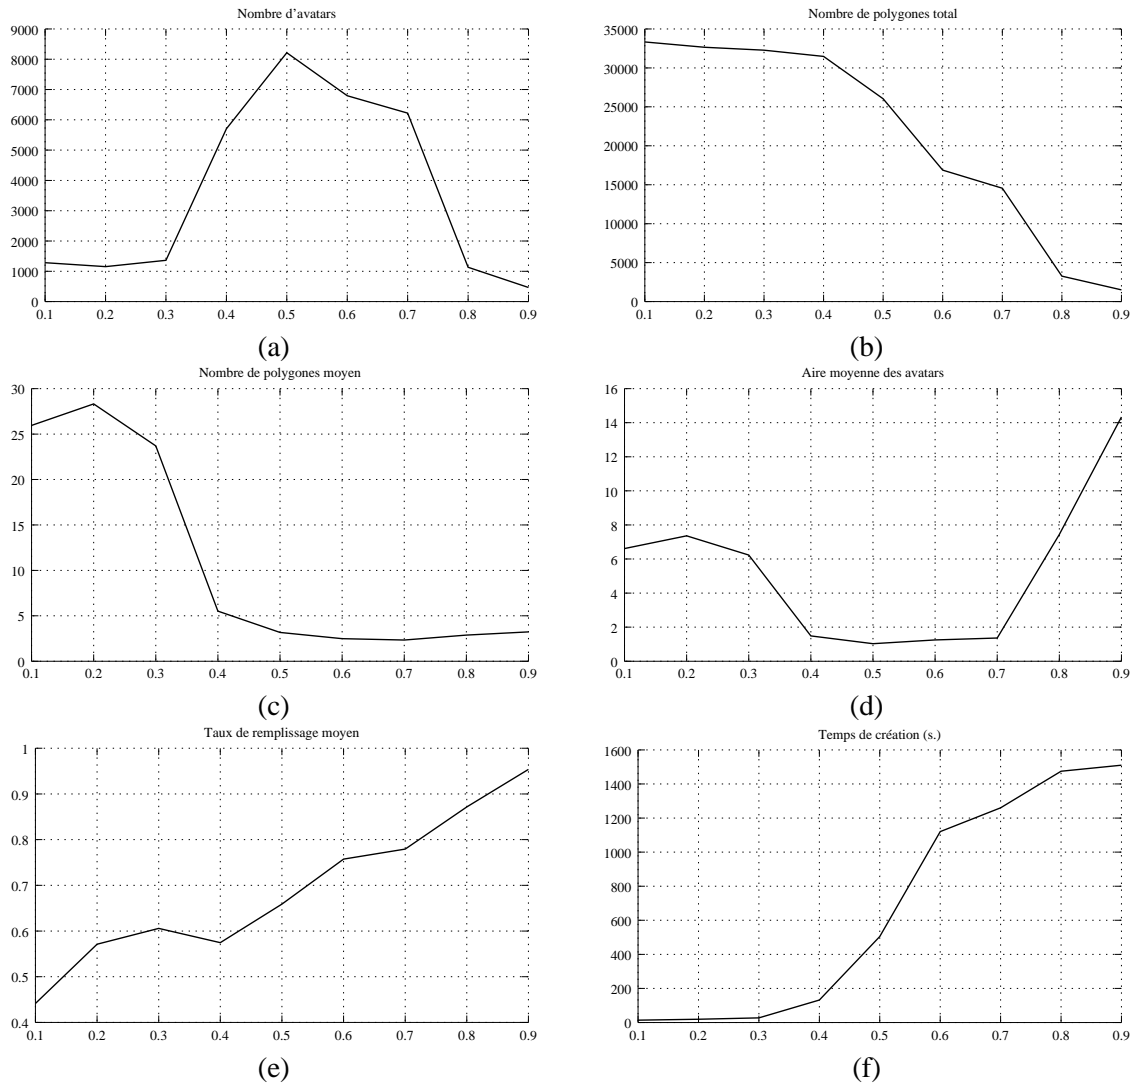 Nombre d'avatars
9000
8000
7000
6000
5000
4000
3000
2000
1000
0
0.1 0.2 0.3 0.4 0.5 0.6 0.7 0.8 0.9
(a)
Nombre de polygones total
35000
30000
25000
20000
15000
10000
5000
0
0.1 0.2 0.3 0.4 0.5 0.6 0.7 0.8 0.9
(b)
Nombre de polygones moyen
30
25
20
15
10
5
0
0.1 0.2 0.3 0.4 0.5 0.6 0.7 0.8 0.9
(c)
Aire moyenne des avatars
16
14
12
10
8
6
4
2
0
0.1 0.2 0.3 0.4 0.5 0.6 0.7 0.8 0.9
(d)
Taux de remplissage moyen
1
0.9
0.8
0.7
0.6
0.5
0.4
0.1 0.2 0.3 0.4 0.5 0.6 0.7 0.8 0.9
(e)
Temps de création (s.)
1600
1400
1200
1000
800
600
400
200
0
0.1 0.2 0.3 0.4 0.5 0.6 0.7 0.8 0.9
(f)